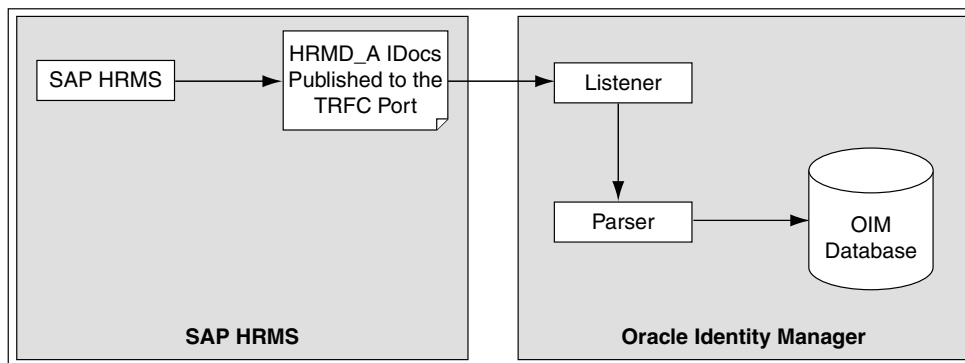 SAP HRMS
HRMD_A IDocs
Published to the
TRFC Port
Listener
Parser
OIM
Database
SAP HRMS
Oracle Identity Manager